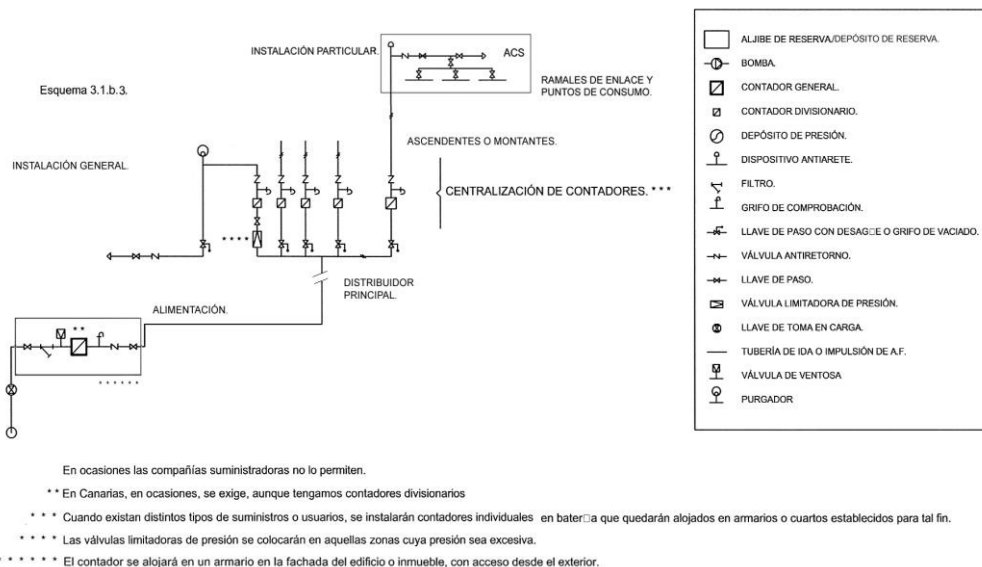 INSTALACIÓN PARTICULAR.
ACS
RAMALES DE ENLACE Y
PUNTOS DE CONSUMO.
Esquema 3.1.b.3.
ASCENDENTES O MONTANTES.
INSTALACIÓN GENERAL.
CENTRALIZACIÓN DE CONTADORES. * * *
* * * *
DISTRIBUIDOR
PRINCIPAL.
ALIMENTACIÓN.
* *
* * * * * *
ALJIBE DE RESERVA/DEPÓSITO DE RESERVA.
BOMBA.
CONTADOR GENERAL.
CONTADOR DIVISIONARIO.
DEPÓSITO DE PRESIÓN.
DISPOSITIVO ANTIARETE.
FILTRO.
GRIFO DE COMPROBACIÓN.
LLAVE DE PASO CON DESAG□E O GRIFO DE VACIADO.
VÁLVULA ANTIRETORNO.
LLAVE DE PASO.
VÁLVULA LIMITADORA DE PRESIÓN.
LLAVE DE TOMA EN CARGA.
TUBERÍA DE IDA O IMPULSIÓN DE A.F.
VÁLVULA DE VENTOSA
PURGADOR
En ocasiones las compañías suministradoras no lo permiten.
* * En Canarias, en ocasiones, se exige, aunque tengamos contadores divisionarios
* * * Cuando existan distintos tipos de suministros o usuarios, se instalarán contadores individuales en bater□a que quedarán alojados en armarios o cuartos establecidos para tal fin.
* * * * Las válvulas limitadoras de presión se colocarán en aquellas zonas cuya presión sea excesiva.
* * * * * * El contador se alojará en un armario en la fachada del edificio o inmueble, con acceso desde el exterior.